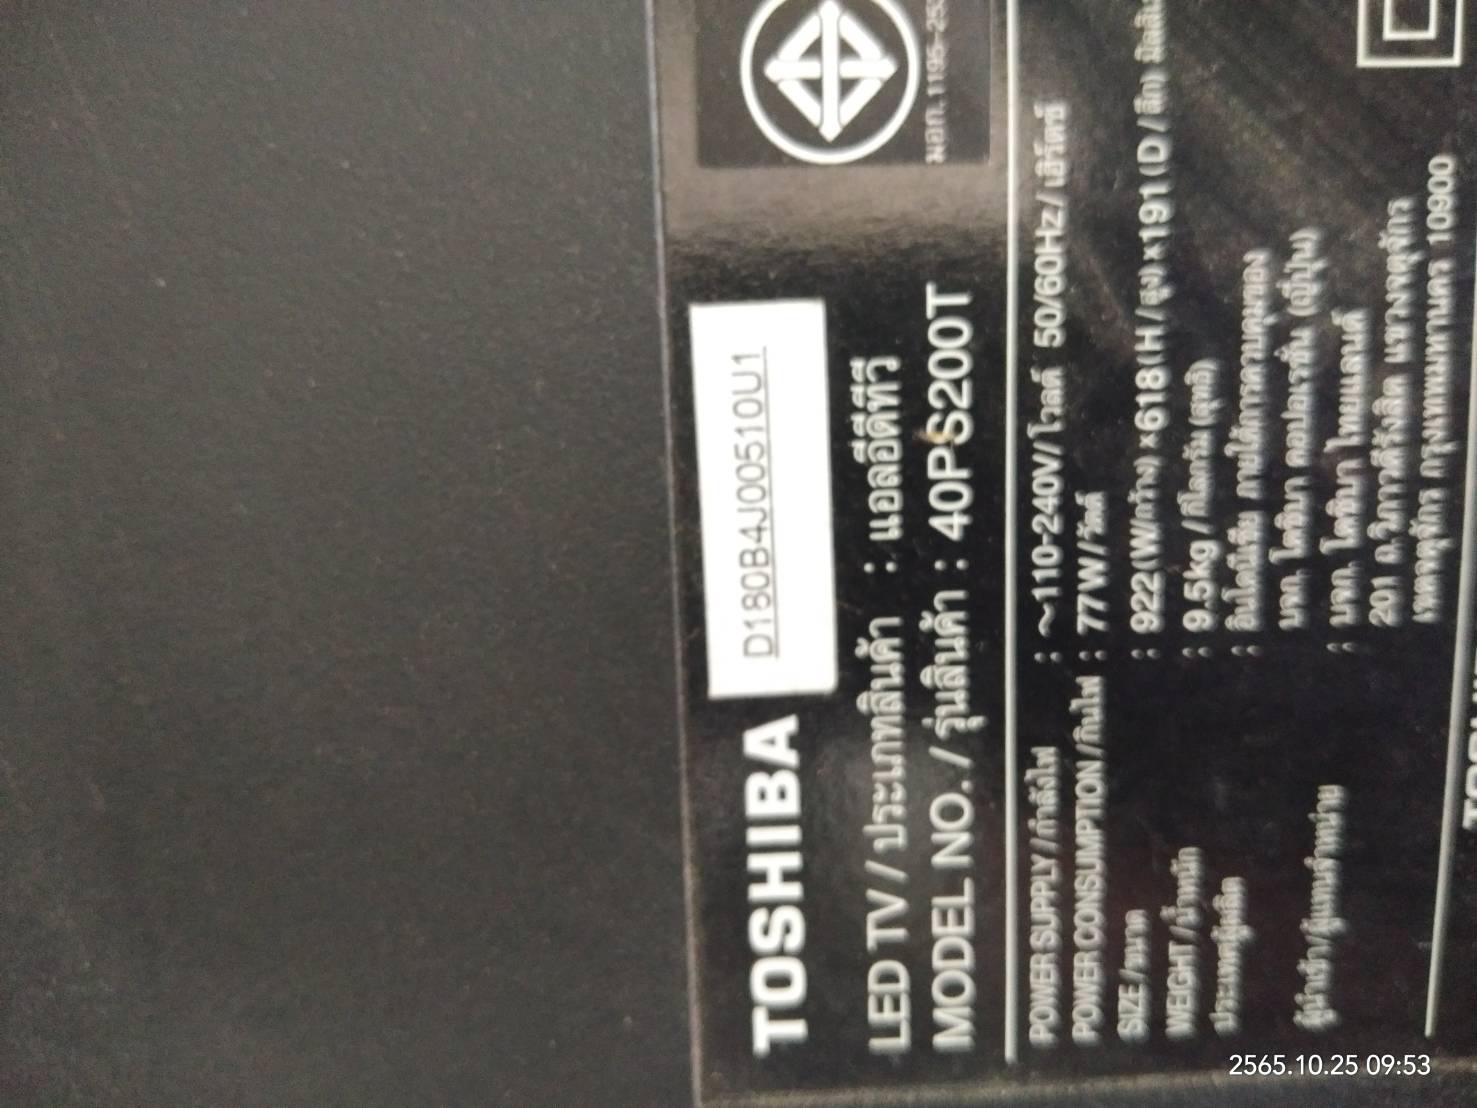 TOSHIBA
D180B4J00510U1
LED TV / ประเภทสินค้า : แอลอีดีทีวี
MODEL NO. / รุ่นสินค้า : 40PS200T
มอก.1195-253
POWER SUPPLY / กำลังไฟ : ~110-240V / โวลต์ 50/60Hz / เฮิร์ตซ์
POWER CONSUMPTION / กินไฟ : 77W / วัตต์
SIZE / ขนาด : 922 (W/กว้าง) x618 (H/สูง) x191 (D/ลึก)
WEIGHT / น้ำหนัก : 9.5kg / กิโลกรัม (สุทธิ)
ประเทศผู้ผลิต : อินโดนีเซีย ภายใต้การควบคุมของ
บจก. โตชิบา คอปอเรชั่น (ญี่ปุ่น)
ผู้นำเข้า / ผู้แทนจำหน่าย : บจก. โตชิบา ไทยแลนด์
201 ถ.วิภาวดีรังสิต แขวงจตุจักร
เขตจตุจักร กรุงเทพมหานคร 10900
2565.10.25 09:53